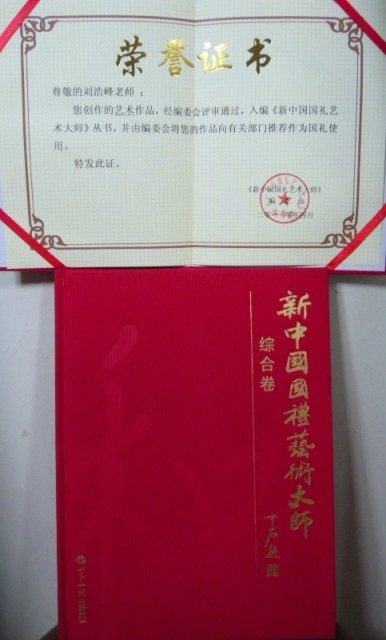 荣誉证书
尊敬的刘浩峰老师：
您创作的艺术作品，经编委会评审通过，入编《新中国国礼艺
术大师》丛书，并由编委会将您的作品向有关部门推荐作为国礼使
用。
特发此证。
《新中国国礼艺术大师》
编 委 会
新中國國禮藝術大师
综合卷